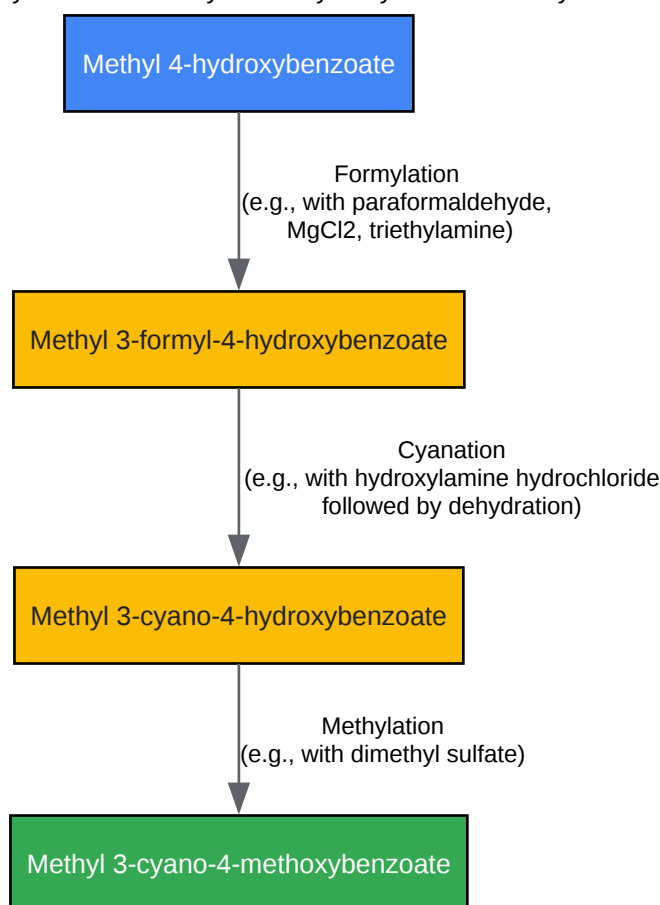 Methyl 4-hydroxybenzoate
Formylation
(e.g., with paraformaldehyde,
MgCl2, triethylamine)
Methyl 3-formyl-4-hydroxybenzoate
Cyanation
(e.g., with hydroxylamine hydrochloride
followed by dehydration)
Methyl 3-cyano-4-hydroxybenzoate
Methylation
(e.g., with dimethyl sulfate)
Methyl 3-cyano-4-methoxybenzoate